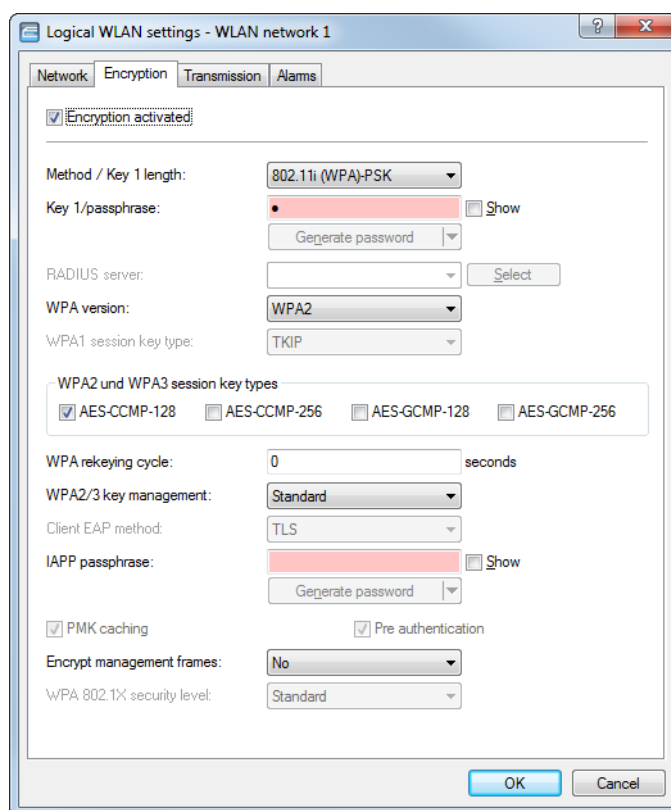 Logical WLAN settings - WLAN network 1
Network Encryption Transmission Alarms
Encryption activated
Method / Key 1 length: 802.11i (WPA)-PSK
Key 1/passphrase: ● Show
Generate password
RADIUS server: Select
WPA version: WPA2
WPA1 session key type: TKIP
WPA2 und WPA3 session key types
AES-CCMP-128 AES-CCMP-256 AES-GCMP-128 AES-GCMP-256
WPA rekeying cycle: 0 seconds
WPA2/3 key management: Standard
Client EAP method: TLS
IAPP passphrase: Show
Generate password
PMK caching Pre authentication
Encrypt management frames: No
WPA 802.1X security level: Standard
OK Cancel